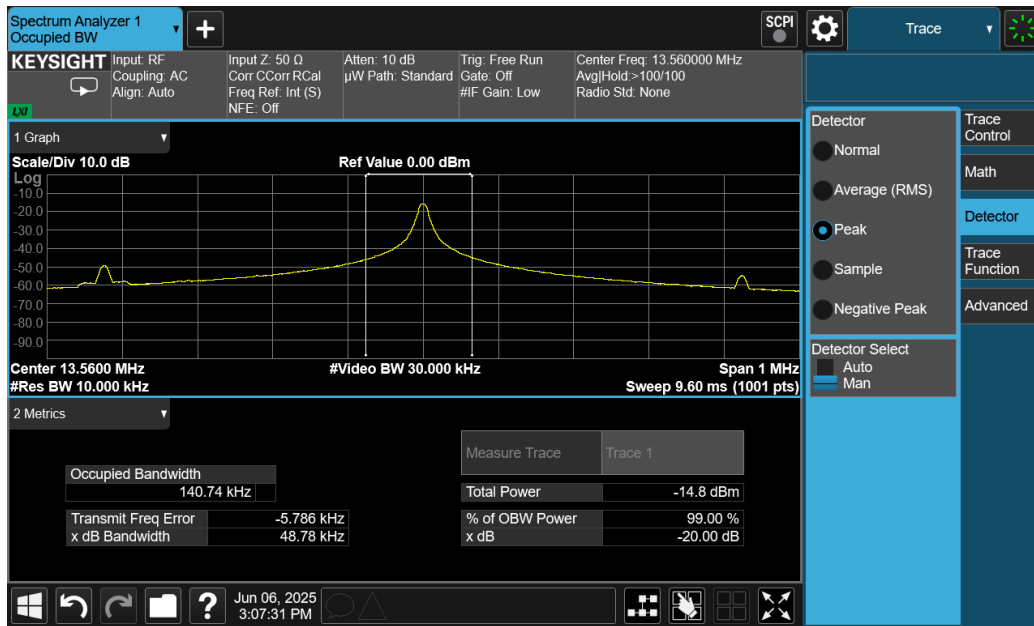 Spectrum Analyzer 1
Occupied BW
SCPI
Trace
KEYSIGHT
Input: RF
Coupling: AC
Align: Auto
Input Z: 50 Ω
Corr CCorr RCal
Freq Ref: Int (S)
NFE: Off
Atten: 10 dB
µW Path: Standard
Trig: Free Run
Gate: Off
#IF Gain: Low
Center Freq: 13.560000 MHz
Avg|Hold:>100/100
Radio Std: None
LXI
1 Graph
Scale/Div 10.0 dB
Ref Value 0.00 dBm
Log
-10.0
-20.0
-30.0
-40.0
-50.0
-60.0
-70.0
-80.0
-90.0
Center 13.5600 MHz
#Video BW 30.000 kHz
Span 1 MHz
#Res BW 10.000 kHz
Sweep 9.60 ms (1001 pts)
2 Metrics
Measure Trace
Trace 1
Occupied Bandwidth
140.74 kHz
Total Power
-14.8 dBm
Transmit Freq Error
-5.786 kHz
% of OBW Power
99.00 %
x dB Bandwidth
48.78 kHz
x dB
-20.00 dB
Detector
Normal
Average (RMS)
Peak
Sample
Negative Peak
Detector Select
Auto
Man
Trace
Control
Math
Detector
Trace
Function
Advanced
?
Jun 06, 2025
3:07:31 PM